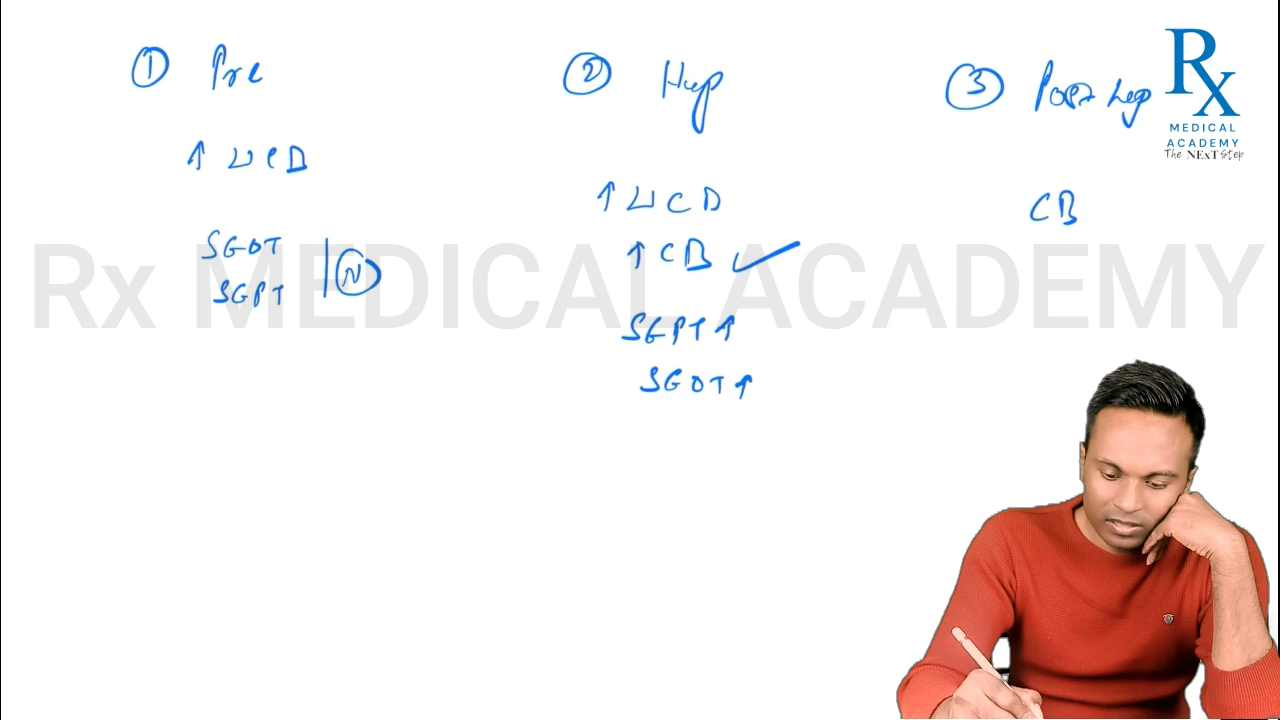 ① Pre
↑ UCB
SGOT
SGPT
N
② Hep
↑ UCB
↑ CB ✓
SGPT ↑
SGOT ↑
③ Post hep
CB
Rx
MEDICAL
ACADEMY
The NExT Step
Rx MEDICAL ACADEMY